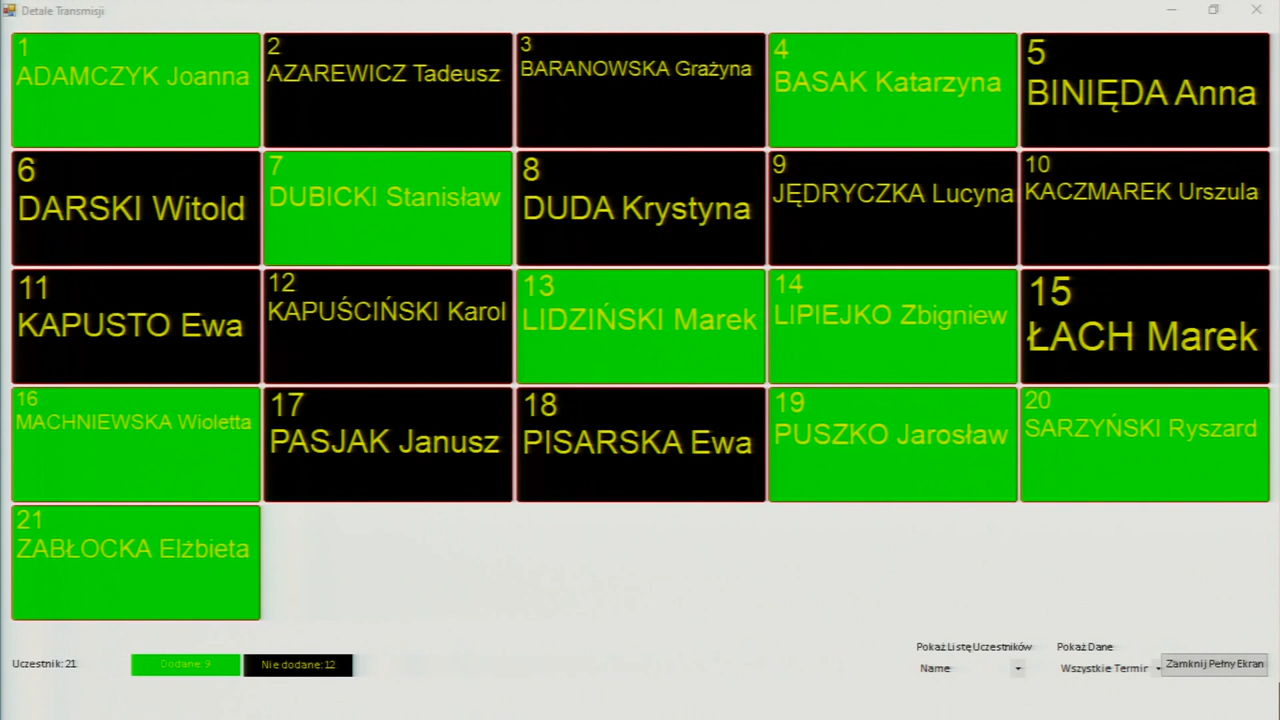 Detale Transmisji
1
ADAMCZYK Joanna
2
AZAREWICZ Tadeusz
3
BARANOWSKA Grażyna
4
BASAK Katarzyna
5
BINIĘDA Anna
6
DARSKI Witold
7
DUBICKI Stanisław
8
DUDA Krystyna
9
JĘDRYCZKA Lucyna
10
KACZMAREK Urszula
11
KAPUSTO Ewa
12
KAPUŚCIŃSKI Karol
13
LIDZIŃSKI Marek
14
LIPIEJKO Zbigniew
15
ŁACH Marek
16
MACHNIEWSKA Wioletta
17
PASJAK Janusz
18
PISARSKA Ewa
19
PUSZKO Jarosław
20
SARZYŃSKI Ryszard
21
ZABŁOCKA Elżbieta
Uczestnik: 21
Dodane: 9
Nie dodane: 12
Pokaż Listę Uczestników
Name
Pokaż Dane
Wszystkie Termir
Zamknij Pełny Ekran